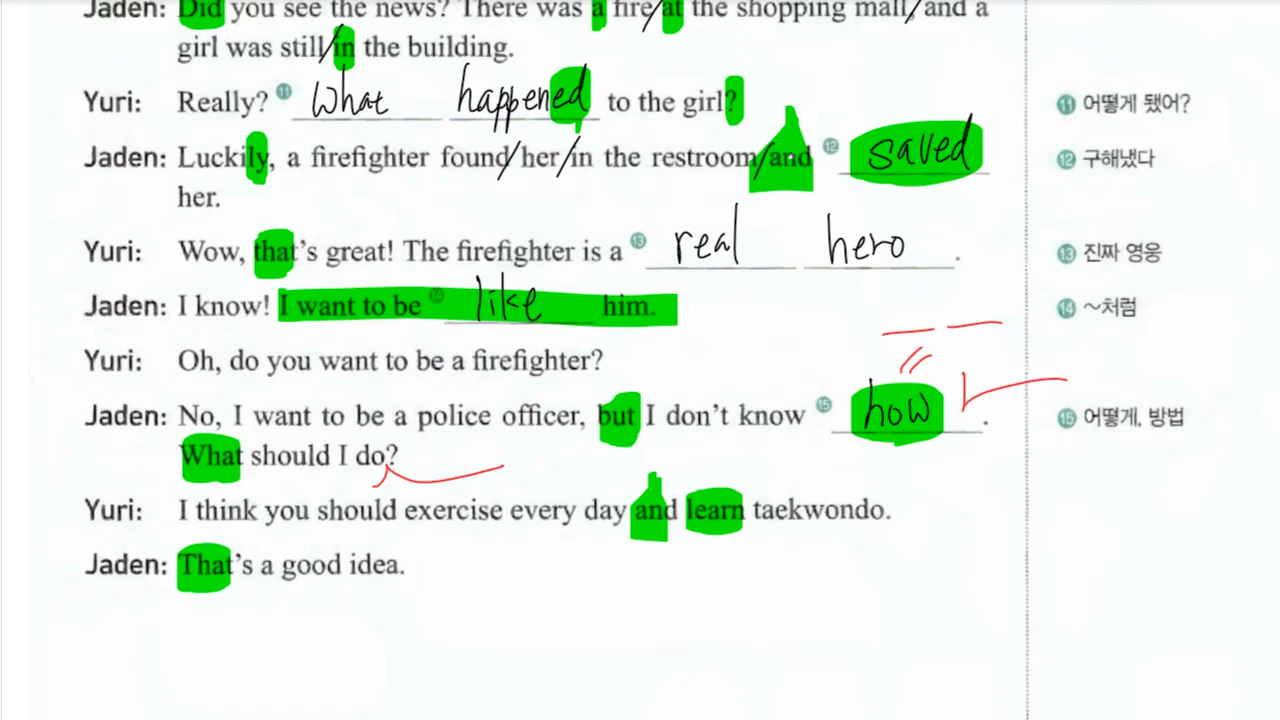 Jaden: Did you see the news? There was a fire/at the shopping mall/and a
girl was still/in the building.
Yuri: Really? ⑪ what happened to the girl? ⑪ 어떻게 됐어?
Jaden: Luckily, a firefighter found/her/in the restroom/and ⑫ saved ⑫ 구해냈다
her.
Yuri: Wow, that's great! The firefighter is a ⑬ real hero. ⑬ 진짜 영웅
Jaden: I know! I want to be ⑭ like him. ⑭ ~처럼
Yuri: Oh, do you want to be a firefighter?
Jaden: No, I want to be a police officer, but I don't know ⑮ how. ⑮ 어떻게, 방법
What should I do?
Yuri: I think you should exercise every day and learn taekwondo.
Jaden: That's a good idea.